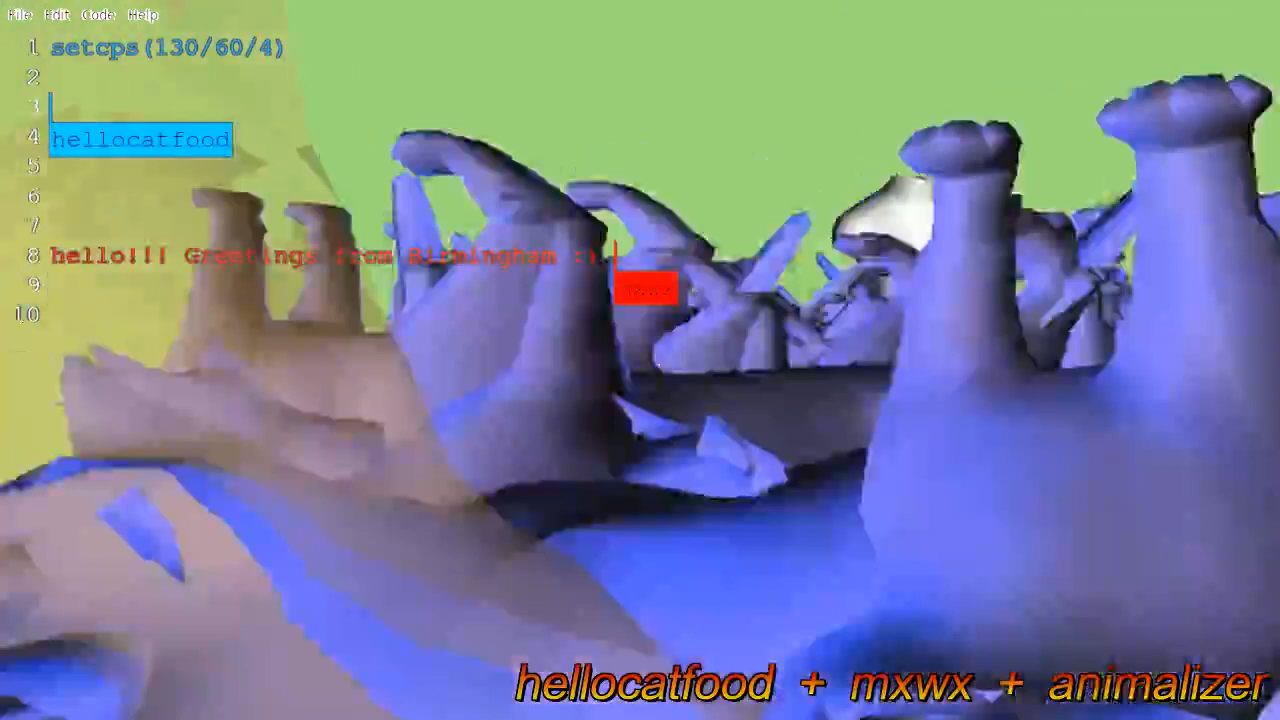 File Edit Code Help
1 setcps(130/60/4)
2
3
4 hellocatfood
5
6
7
8 hello!!! Greetings from Birmingham :)
9
10
hellocatfood + mxwx + animalizer